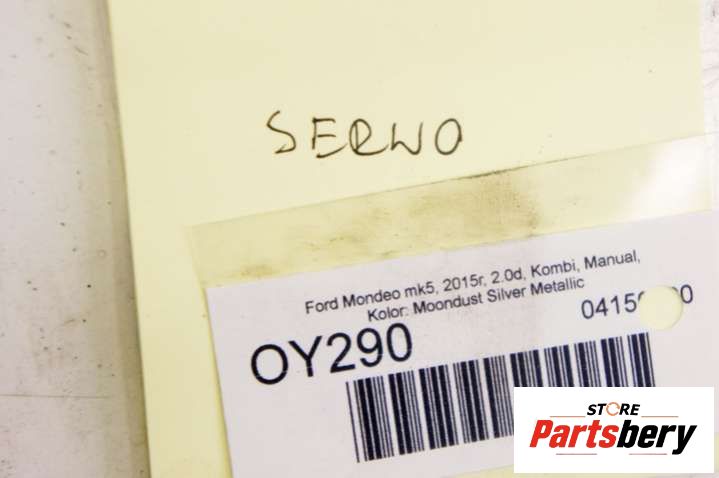 SERWO
Ford Mondeo mk5, 2015r, 2.0d, Kombi, Manual,
Kolor: Moondust Silver Metallic
OY290
STORE
Partsbery